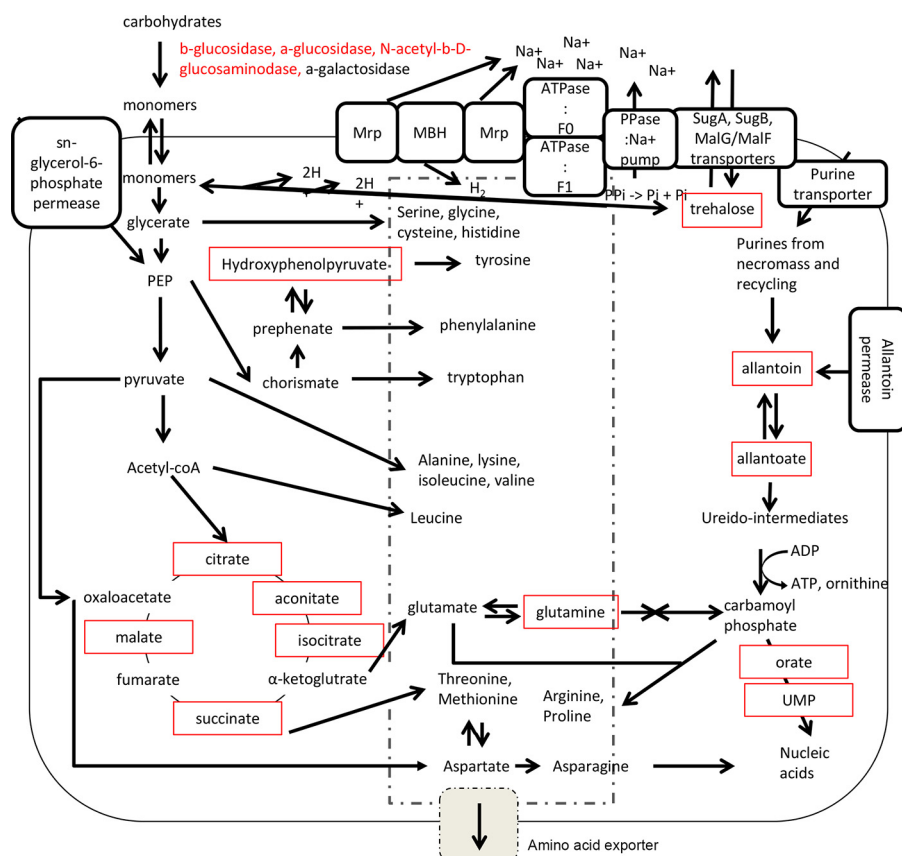 carbohydrates
b-glucosidase, a-glucosidase, N-acetyl-b-D-
glucosaminodase, a-galactosidase
monomers
monomers
sn-
glycerol-6-
phosphate
permease
glycerate
PEP
pyruvate
Acetyl-coA
Mrp
MBH
Mrp
ATPase
:
F0
ATPase
:
F1
Na+
Na+
Na+
Na+
Na+
Na+
Na+
PPase
:Na+
pump
SugA, SugB,
MalG/MalF
transporters
Purine
transporter
2H
+
2H
+
H2
PPi -> Pi + Pi
trehalose
Serine, glycine,
cysteine, histidine
Hydroxyphenolpyruvate
tyrosine
prephenate
phenylalanine
chorismate
tryptophan
Purines from
necromass and
recycling
allantoin
Allantoin
permease
allantoate
Ureido-intermediates
ADP
ATP, ornithine
Alanine, lysine,
isoleucine, valine
Leucine
citrate
aconitate
isocitrate
α-ketoglutrate
succinate
fumarate
malate
oxaloacetate
glutamate
glutamine
carbamoyl
phosphate
orate
UMP
Nucleic
acids
Threonine,
Methionine
Arginine,
Proline
Aspartate
Asparagine
Amino acid exporter